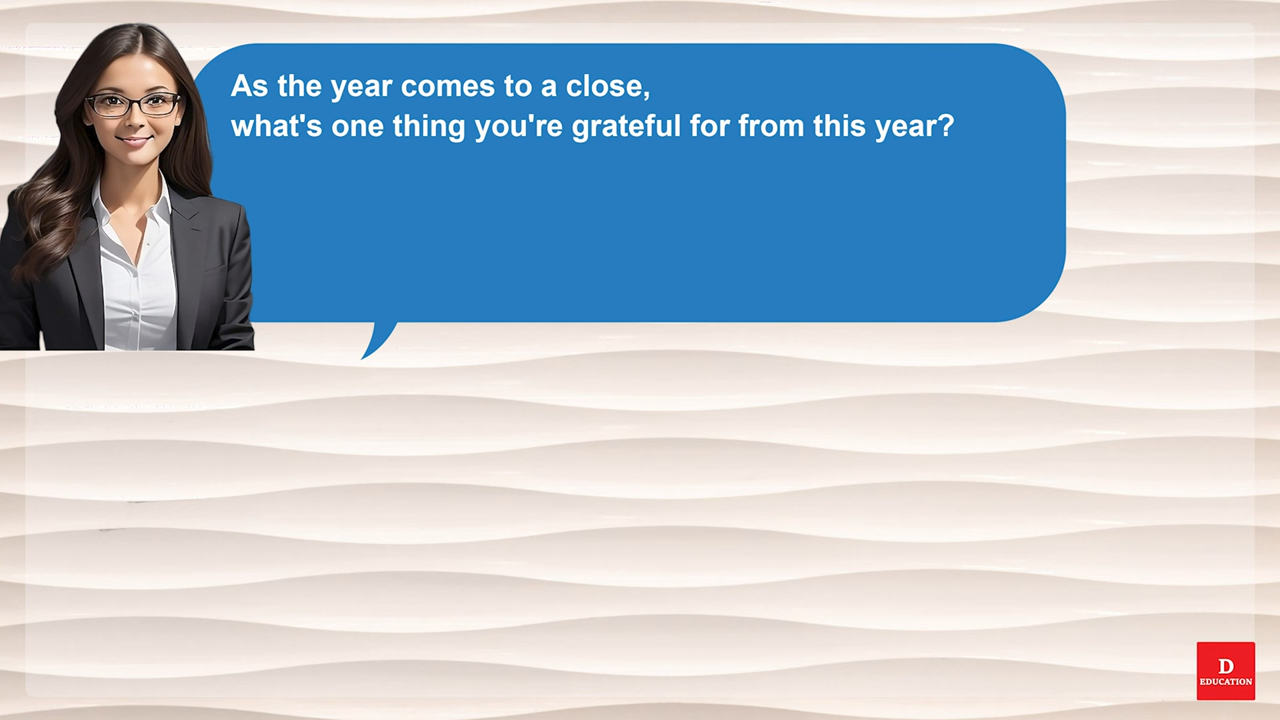 As the year comes to a close,
what's one thing you're grateful for from this year?
D
EDUCATION